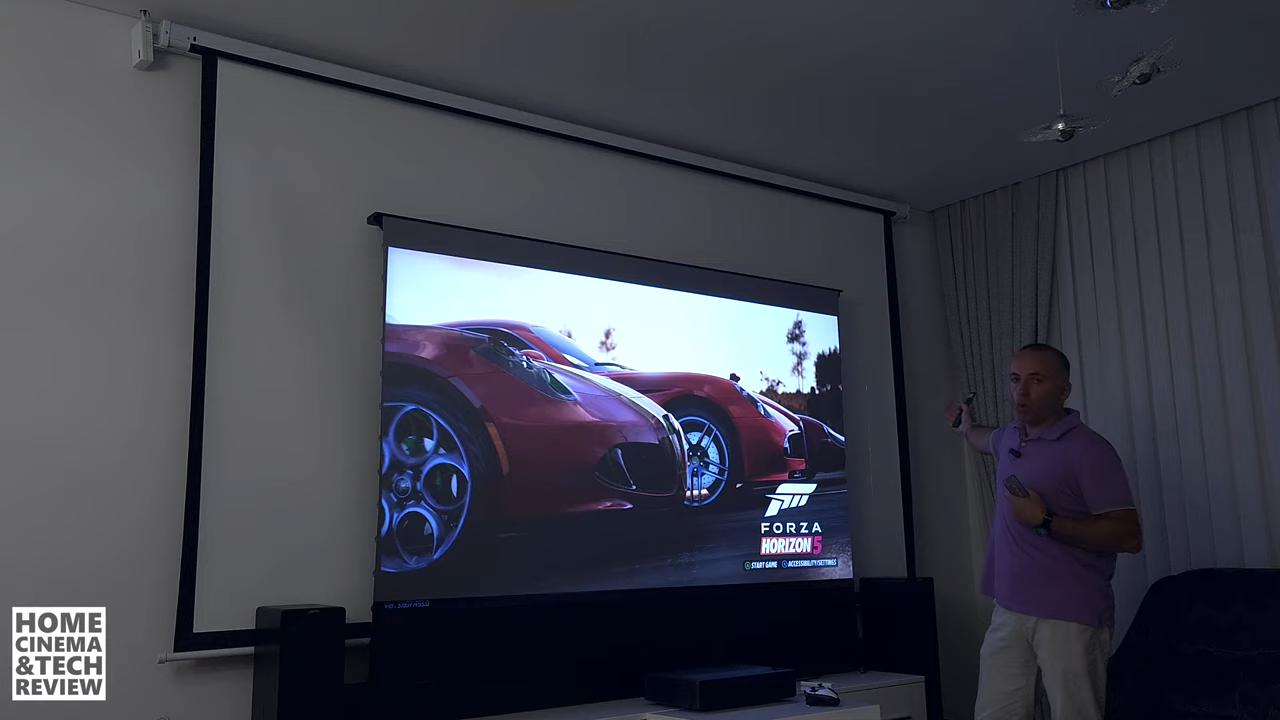 FORZA
HORIZON 5
START GAME
ACCESSIBILITY/SETTINGS
HOME
CINEMA
&TECH
REVIEW